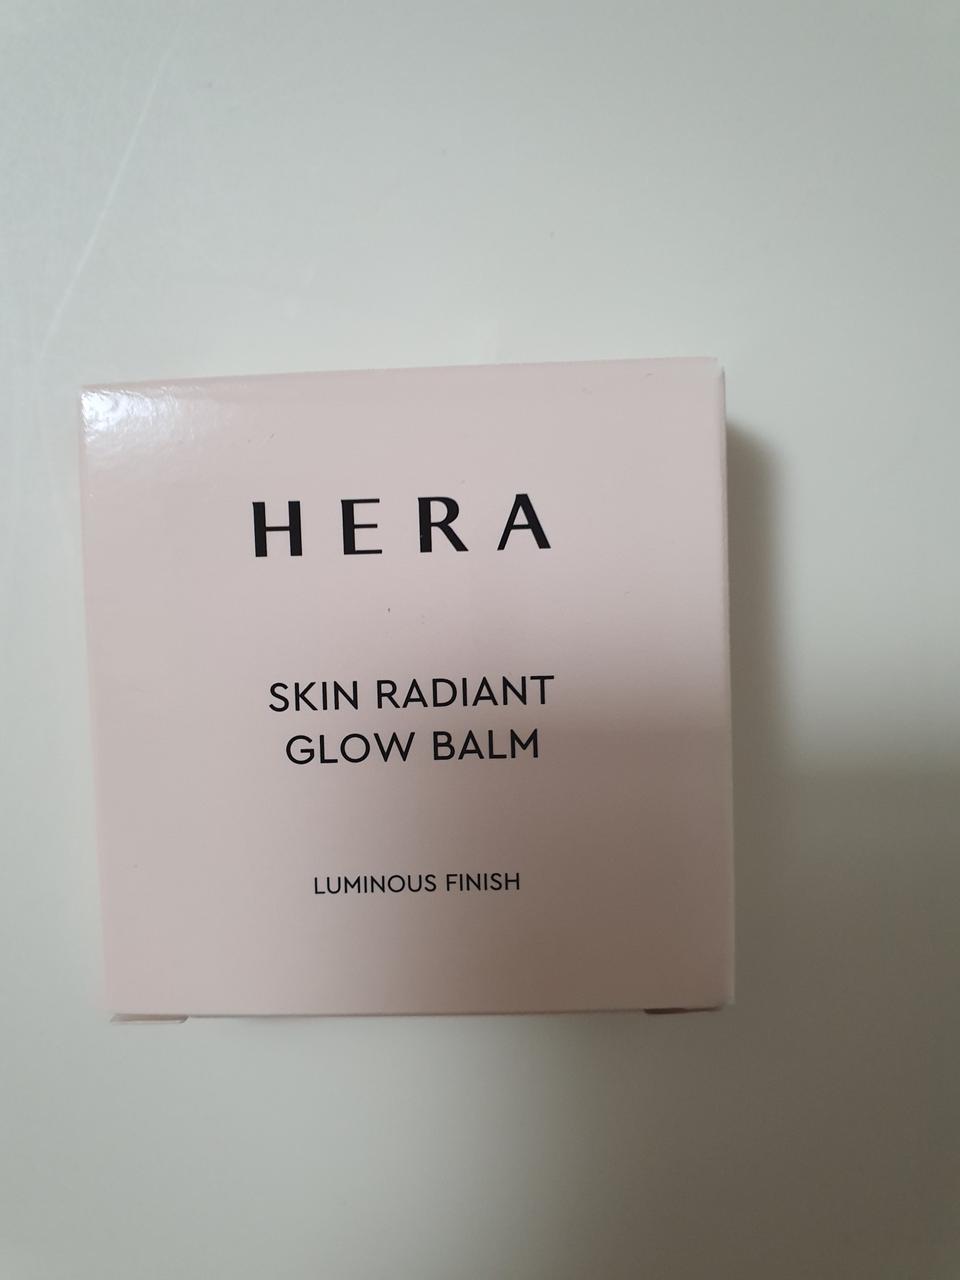 HERA
SKIN RADIANT
GLOW BALM
LUMINOUS FINISH